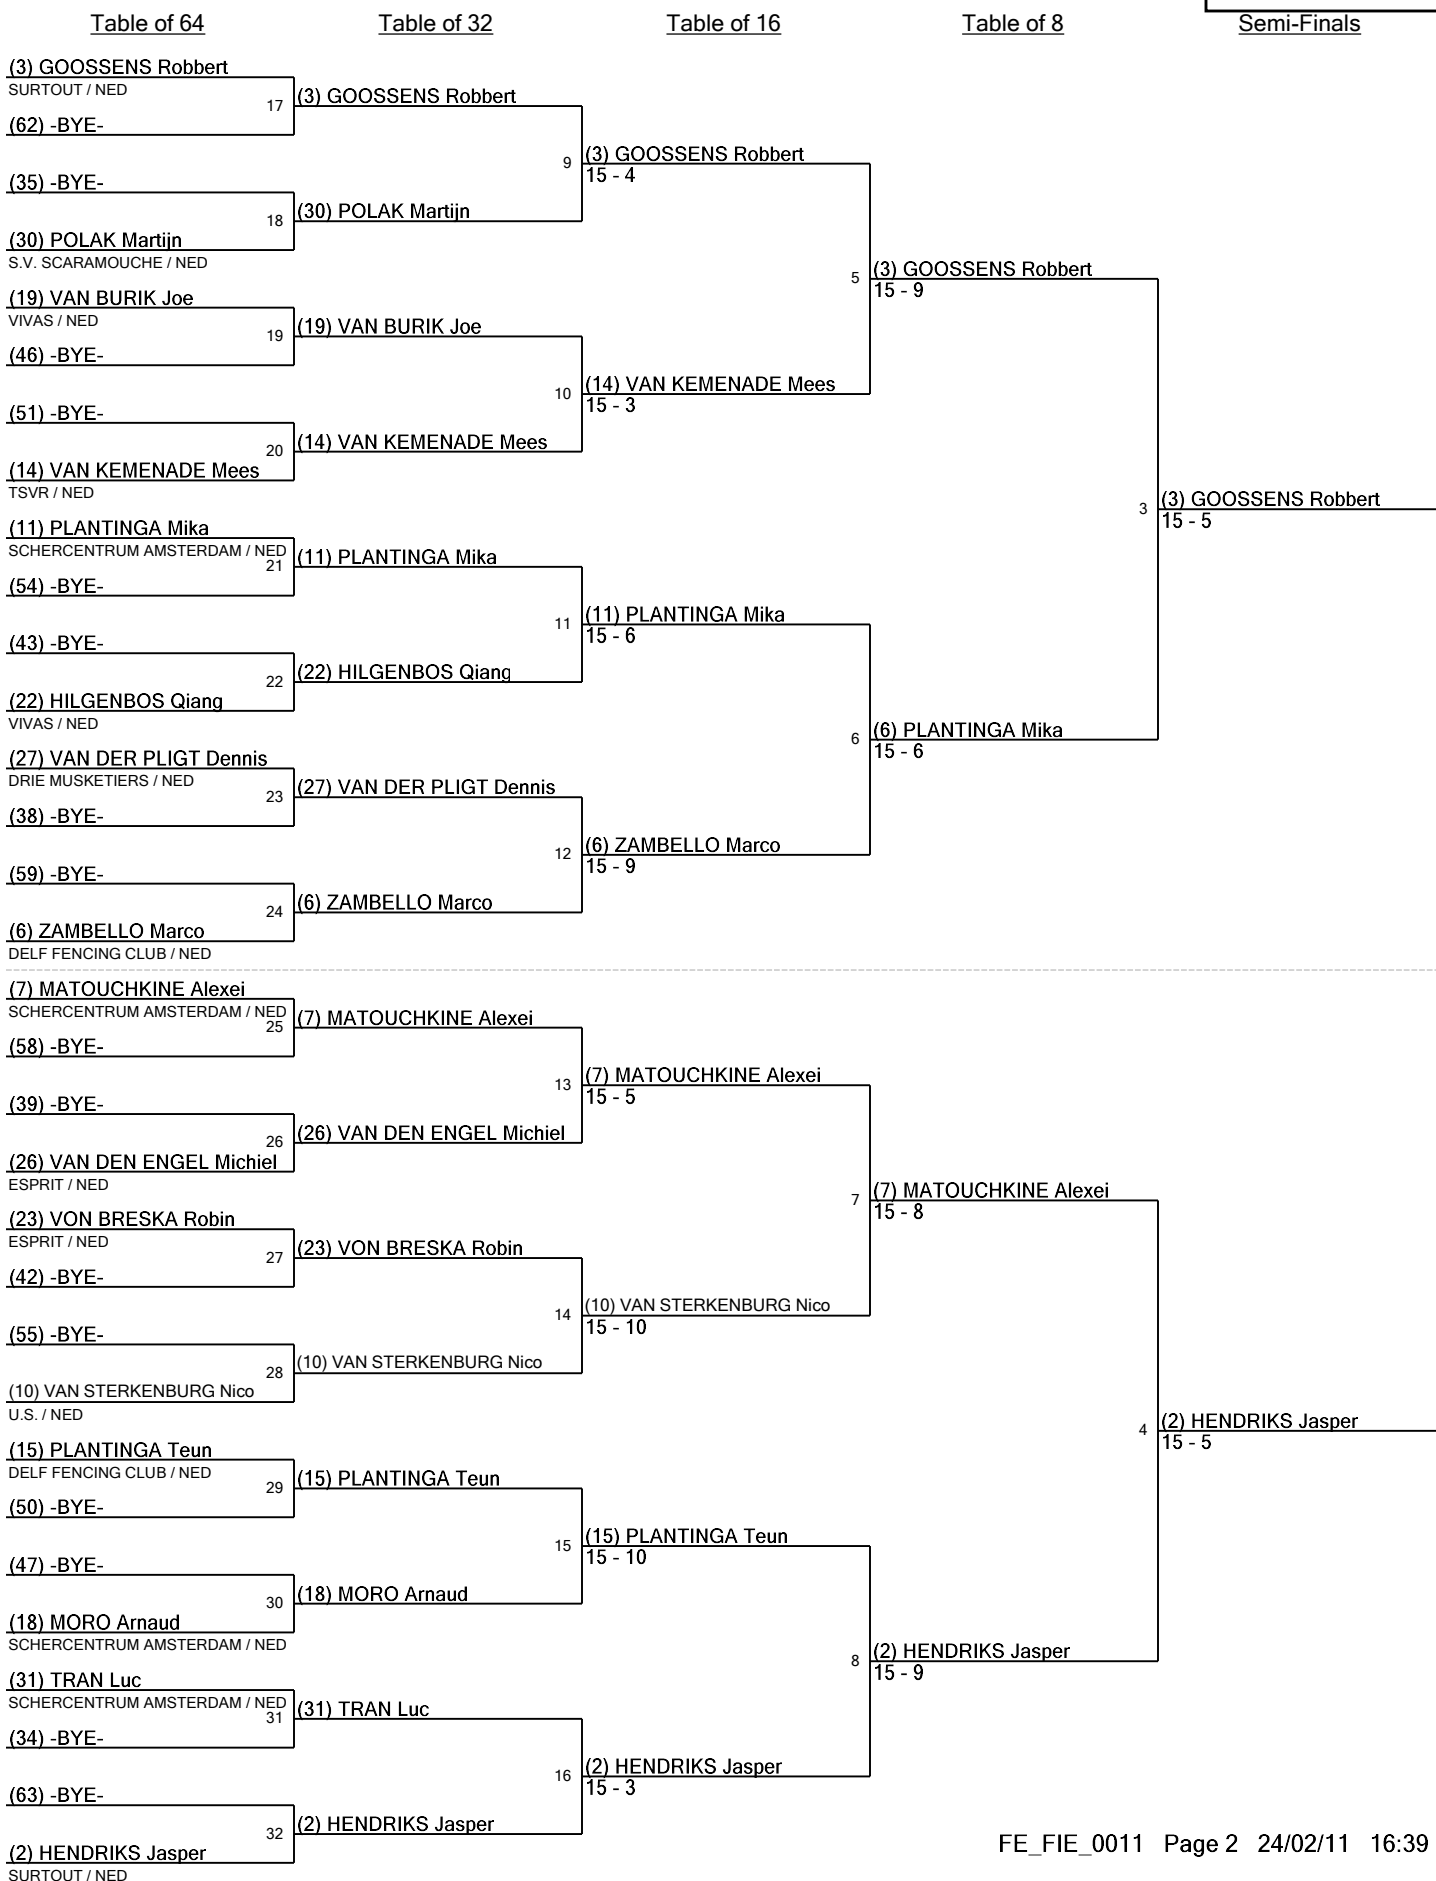 Table of 64
Table of 32
Table of 16
Table of 8
Semi-Finals
(3) GOOSSENS Robbert
SURTOUT / NED
17
(62) -BYE-
(3) GOOSSENS Robbert
(35) -BYE-
18
(30) POLAK Martijn
S.V. SCARAMOUCHE / NED
(30) POLAK Martijn
9
(3) GOOSSENS Robbert
15 - 4
(19) VAN BURIK Joe
VIVAS / NED
19
(46) -BYE-
(19) VAN BURIK Joe
(51) -BYE-
20
(14) VAN KEMENADE Mees
TSVR / NED
(14) VAN KEMENADE Mees
10
(14) VAN KEMENADE Mees
15 - 3
5
(3) GOOSSENS Robbert
15 - 9
(11) PLANTINGA Mika
SCHERCENTRUM AMSTERDAM / NED
21
(54) -BYE-
(11) PLANTINGA Mika
(43) -BYE-
22
(22) HILGENBOS Qiang
VIVAS / NED
(22) HILGENBOS Qiang
11
(11) PLANTINGA Mika
15 - 6
(27) VAN DER PLIGT Dennis
DRIE MUSKETIERS / NED
23
(38) -BYE-
(27) VAN DER PLIGT Dennis
(59) -BYE-
24
(6) ZAMBELLO Marco
DELF FENCING CLUB / NED
(6) ZAMBELLO Marco
12
(6) ZAMBELLO Marco
15 - 9
6
(6) PLANTINGA Mika
15 - 6
3
(3) GOOSSENS Robbert
15 - 5
(7) MATOUCHKINE Alexei
SCHERCENTRUM AMSTERDAM / NED
25
(58) -BYE-
(7) MATOUCHKINE Alexei
(39) -BYE-
26
(26) VAN DEN ENGEL Michiel
ESPRIT / NED
(26) VAN DEN ENGEL Michiel
13
(7) MATOUCHKINE Alexei
15 - 5
(23) VON BRESKA Robin
ESPRIT / NED
27
(42) -BYE-
(23) VON BRESKA Robin
(55) -BYE-
28
(10) VAN STERKENBURG Nico
U.S. / NED
(10) VAN STERKENBURG Nico
14
(10) VAN STERKENBURG Nico
15 - 10
7
(7) MATOUCHKINE Alexei
15 - 8
(15) PLANTINGA Teun
DELF FENCING CLUB / NED
29
(50) -BYE-
(15) PLANTINGA Teun
(47) -BYE-
30
(18) MORO Arnaud
SCHERCENTRUM AMSTERDAM / NED
(18) MORO Arnaud
15
(15) PLANTINGA Teun
15 - 10
(31) TRAN Luc
SCHERCENTRUM AMSTERDAM / NED
31
(34) -BYE-
(31) TRAN Luc
(63) -BYE-
32
(2) HENDRIKS Jasper
SURTOUT / NED
(2) HENDRIKS Jasper
16
(2) HENDRIKS Jasper
15 - 3
8
(2) HENDRIKS Jasper
15 - 9
4
(2) HENDRIKS Jasper
15 - 5
FE_FIE_0011 Page 2 24/02/11 16:39